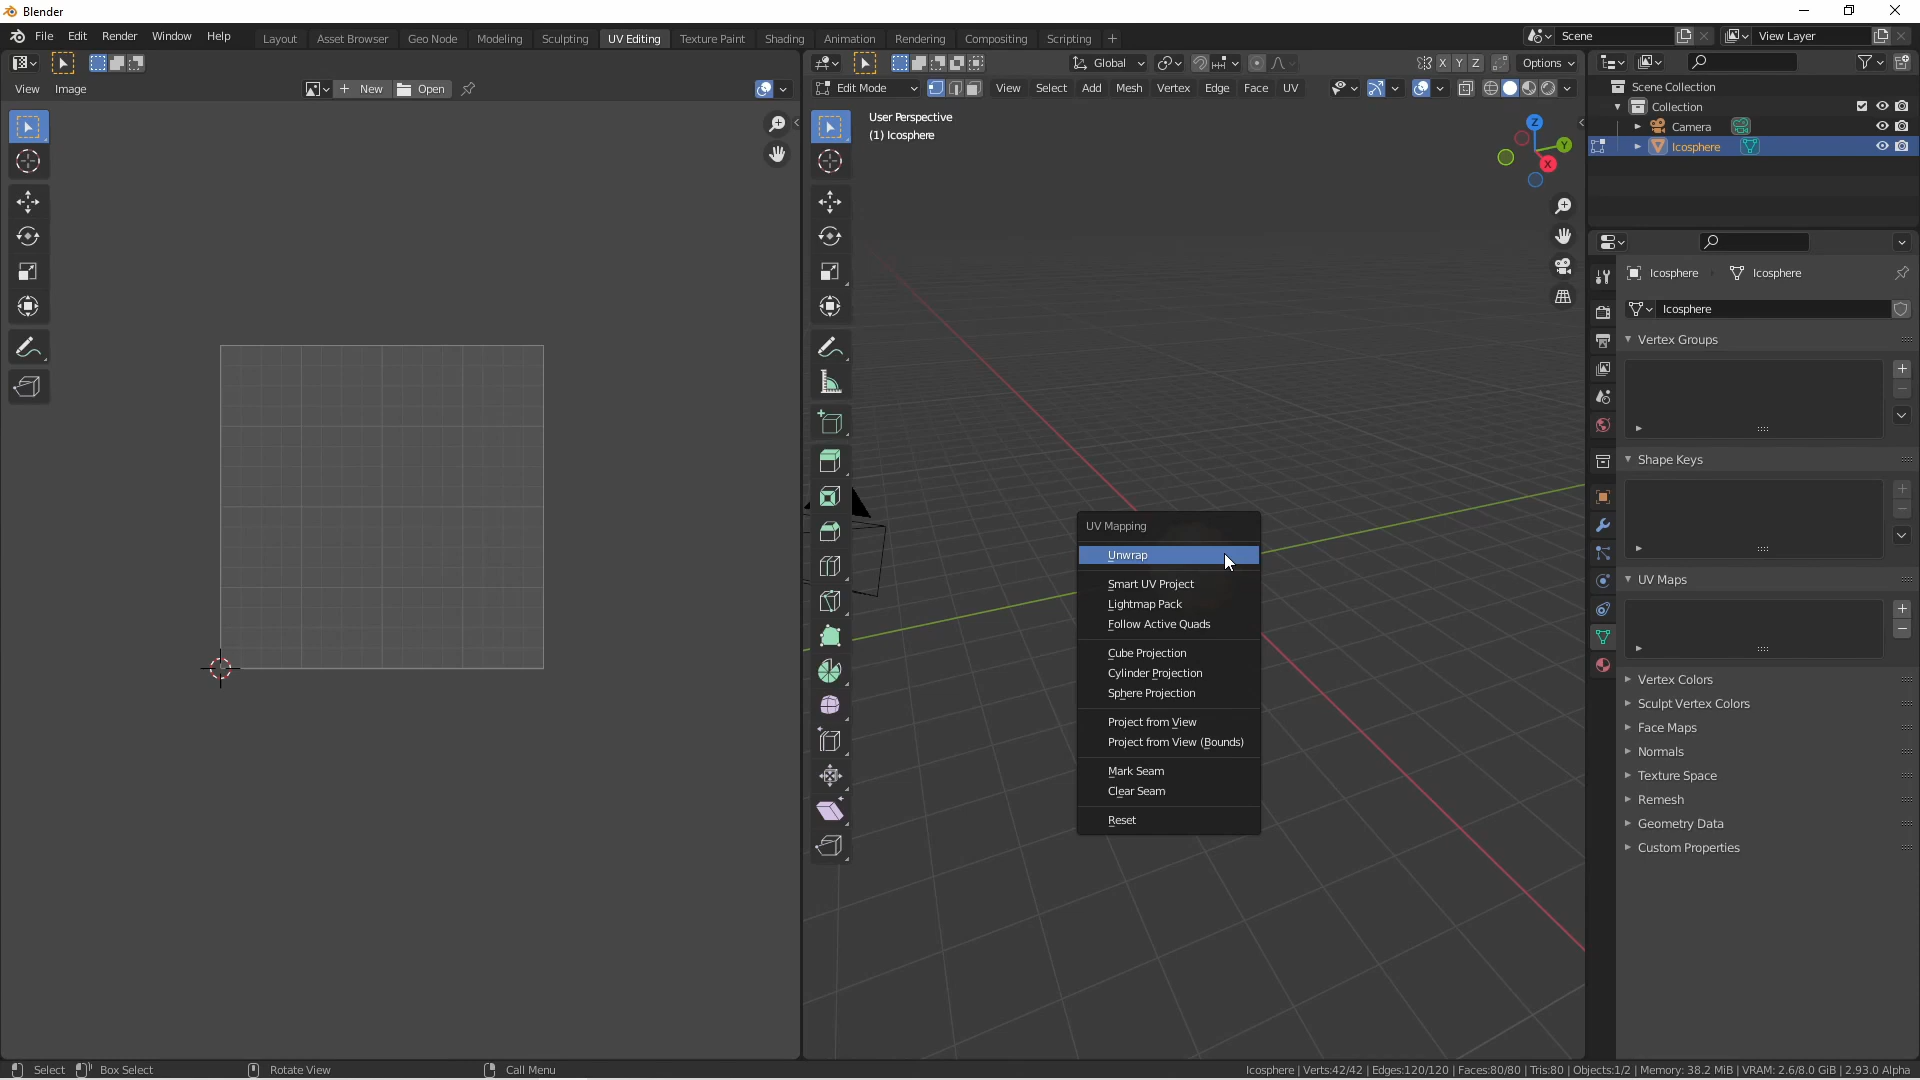 Blender
File Edit Render Window Help
Layout Asset Browser Geo Node Modeling Sculpting UV Editing Texture Paint Shading Animation Rendering Compositing Scripting
Scene
View Layer
Global
X Y Z
Options
View Image
New
Open
Edit Mode
View Select Add Mesh Vertex Edge Face UV
User Perspective
(1) Icosphere
Z
Y
X
UV Mapping
Unwrap
Smart UV Project
Lightmap Pack
Follow Active Quads
Cube Projection
Cylinder Projection
Sphere Projection
Project from View
Project from View (Bounds)
Mark Seam
Clear Seam
Reset
Scene Collection
Collection
Camera
Icosphere
Icosphere Icosphere
Icosphere
Vertex Groups
Shape Keys
UV Maps
Vertex Colors
Sculpt Vertex Colors
Face Maps
Normals
Texture Space
Remesh
Geometry Data
Custom Properties
Select Box Select Rotate View Call Menu
Icosphere | Verts:42/42 | Edges:120/120 | Faces:80/80 | Tris:80 | Objects:1/2 | Memory: 38.2 MiB | VRAM: 2.6/8.0 GiB | 2.93.0 Alpha